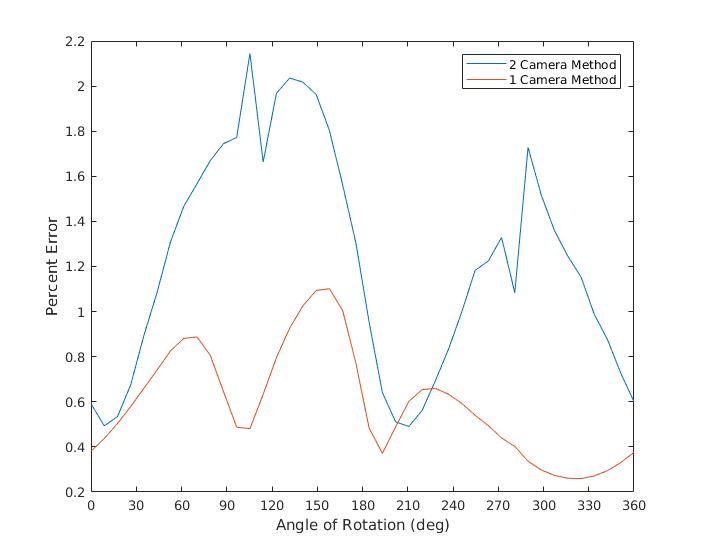 2.2
2
1.8
1.6
1.4
1.2
1
0.8
0.6
0.4
0.2
Percent Error
2 Camera Method
1 Camera Method
0 30 60 90 120 150 180 210 240 270 300 330 360
Angle of Rotation (deg)